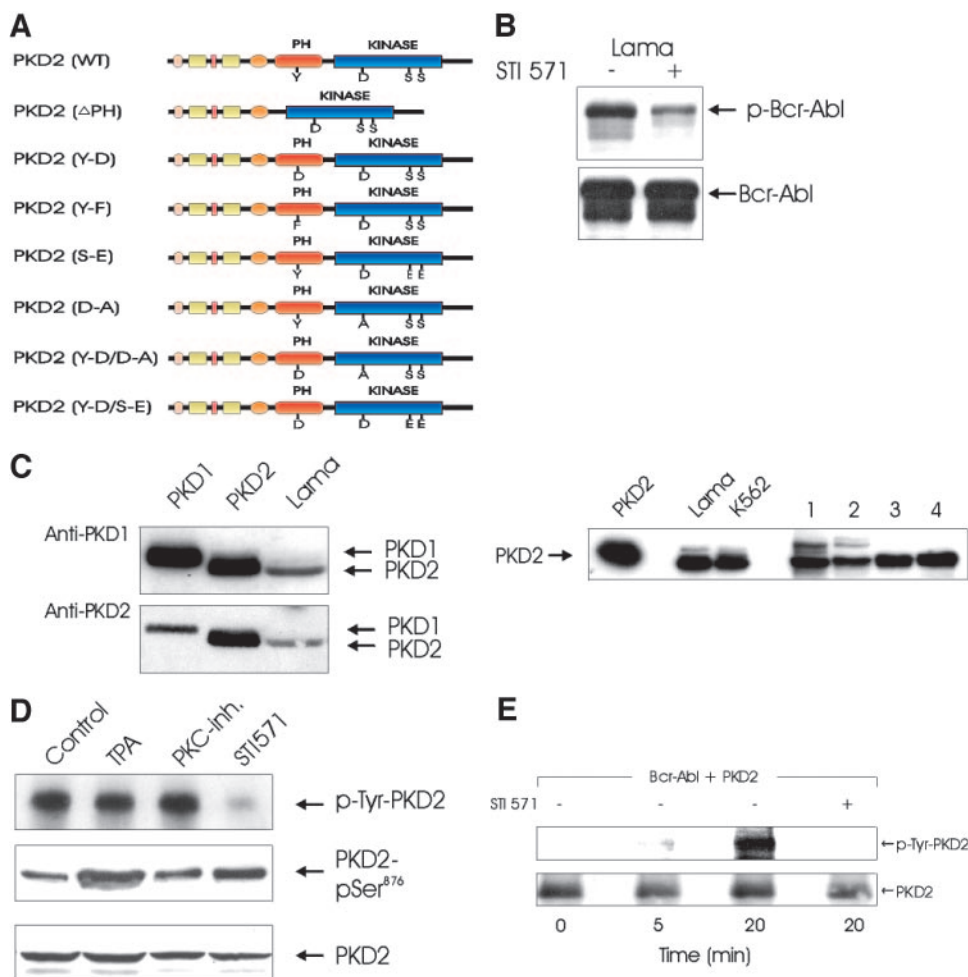 A
PH KINASE
PKD2 (WT)
Y D S S
KINASE
PKD2 (△PH)
D S S
PH KINASE
PKD2 (Y-D)
D D S S
PH KINASE
PKD2 (Y-F)
F D S S
PH KINASE
PKD2 (S-E)
Y D E E
PH KINASE
PKD2 (D-A)
Y A S S
PH KINASE
PKD2 (Y-D/D-A)
D A S S
PH KINASE
PKD2 (Y-D/S-E)
D D E E
B
Lama
STI 571 - +
p-Bcr-Abl
Bcr-Abl
C
PKD1 PKD2 Lama
Anti-PKD1
PKD1
PKD2
Anti-PKD2
PKD1
PKD2
PKD2 Lama K562 1 2 3 4
PKD2
D
Control TPA PKC-inh. STI571
p-Tyr-PKD2
PKD2-
pSer⁸⁷⁶
PKD2
E
Bcr-Abl + PKD2
STI 571 - - - +
p-Tyr-PKD2
PKD2
0 5 20 20
Time (min)